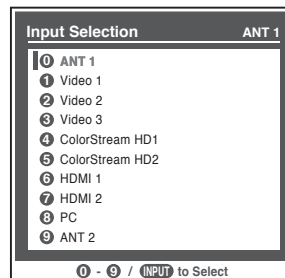 Input Selection ANT 1
0 ANT 1
1 Video 1
2 Video 2
3 Video 3
4 ColorStream HD1
5 ColorStream HD2
6 HDMI 1
7 HDMI 2
8 PC
9 ANT 2
0 - 9 / INPUT to Select